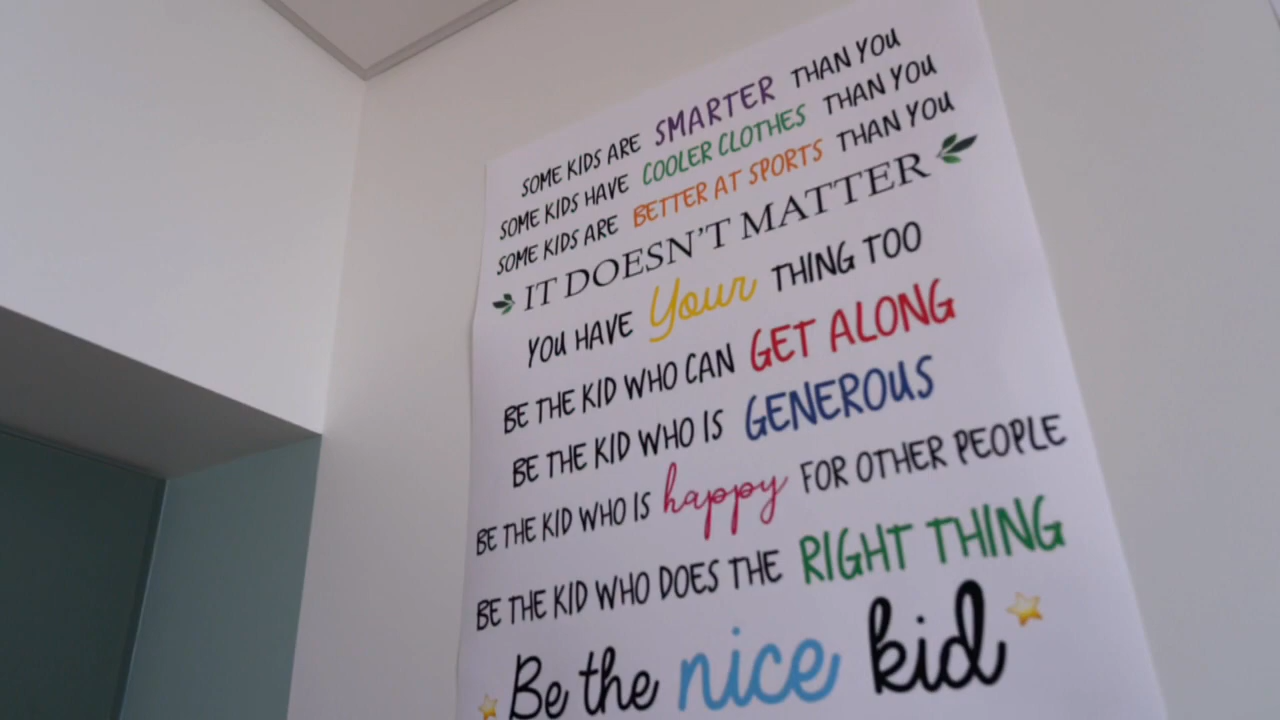 SOME KIDS ARE SMARTER THAN YOU
SOME KIDS HAVE COOLER CLOTHES THAN YOU
SOME KIDS ARE BETTER AT SPORTS THAN YOU
IT DOESN'T MATTER
YOU HAVE Your THING TOO
BE THE KID WHO CAN GET ALONG
BE THE KID WHO IS GENEROUS
BE THE KID WHO IS happy FOR OTHER PEOPLE
BE THE KID WHO DOES THE RIGHT THING
Be the nice kid